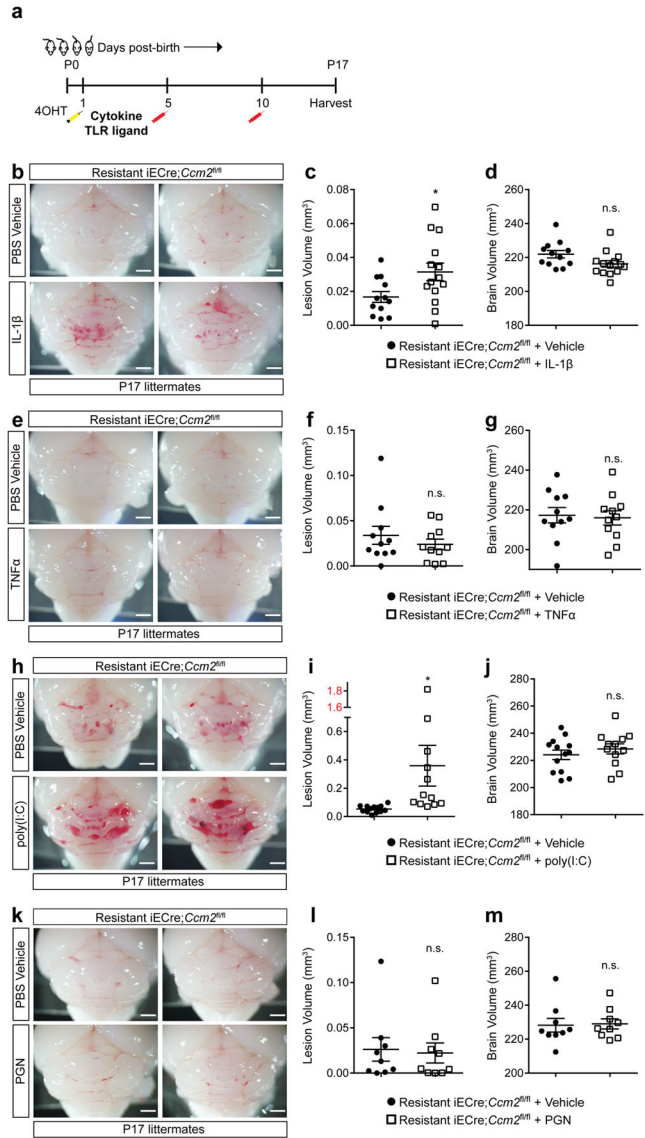 a
Days post-birth
P0
P17
4OHT
1
5
10
Harvest
Cytokine
TLR ligand
b
Resistant iECre;Ccm2fl/fl
PBS Vehicle
IL-1β
P17 littermates
c
Lesion Volume (mm³)
0.08
0.06
0.04
0.02
0.00
*
d
Brain Volume (mm³)
260
240
220
200
180
n.s.
Resistant iECre;Ccm2fl/fl + Vehicle
Resistant iECre;Ccm2fl/fl + IL-1β
e
Resistant iECre;Ccm2fl/fl
PBS Vehicle
TNFα
P17 littermates
f
Lesion Volume (mm³)
0.15
0.10
0.05
0.00
n.s.
g
Brain Volume (mm³)
260
240
220
200
n.s.
Resistant iECre;Ccm2fl/fl + Vehicle
Resistant iECre;Ccm2fl/fl + TNFα
h
Resistant iECre;Ccm2fl/fl
PBS Vehicle
poly(I:C)
P17 littermates
i
Lesion Volume (mm³)
1.8
1.6
0.6
0.4
0.2
0.0
*
j
Brain Volume (mm³)
280
260
240
220
200
n.s.
Resistant iECre;Ccm2fl/fl + Vehicle
Resistant iECre;Ccm2fl/fl + poly(I:C)
k
Resistant iECre;Ccm2fl/fl
PBS Vehicle
PGN
P17 littermates
l
Lesion Volume (mm³)
0.15
0.10
0.05
0.00
n.s.
m
Brain Volume (mm³)
280
260
240
220
200
n.s.
Resistant iECre;Ccm2fl/fl + Vehicle
Resistant iECre;Ccm2fl/fl + PGN